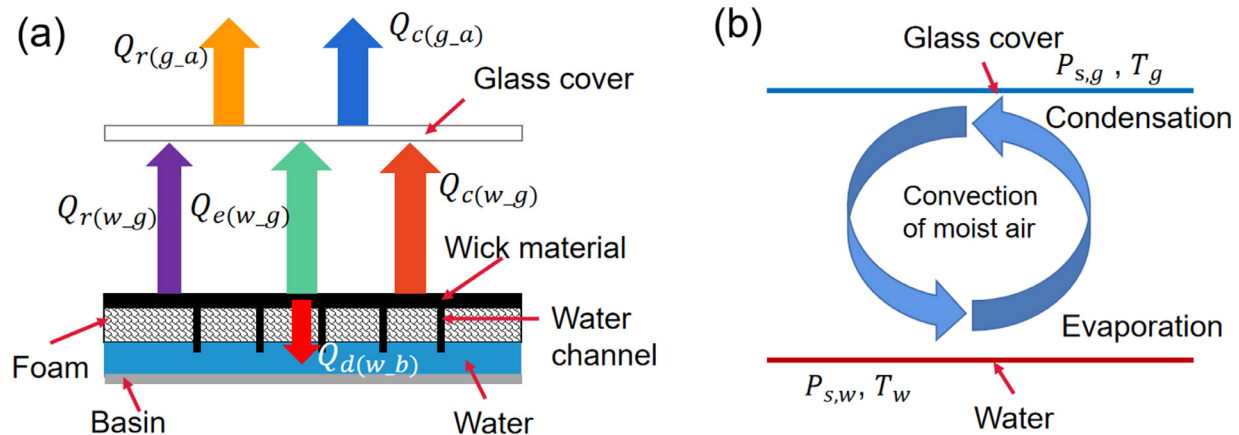 (a)
Q_{r(g_a)}
Q_{c(g_a)}
Glass cover
Q_{r(w_g)}
Q_{e(w_g)}
Q_{c(w_g)}
Wick material
Water
channel
Foam
Q_{d(w_b)}
Basin
Water
(b)
Glass cover
P_{s,g} , T_g
Condensation
Convection
of moist air
Evaporation
P_{s,w}, T_w
Water